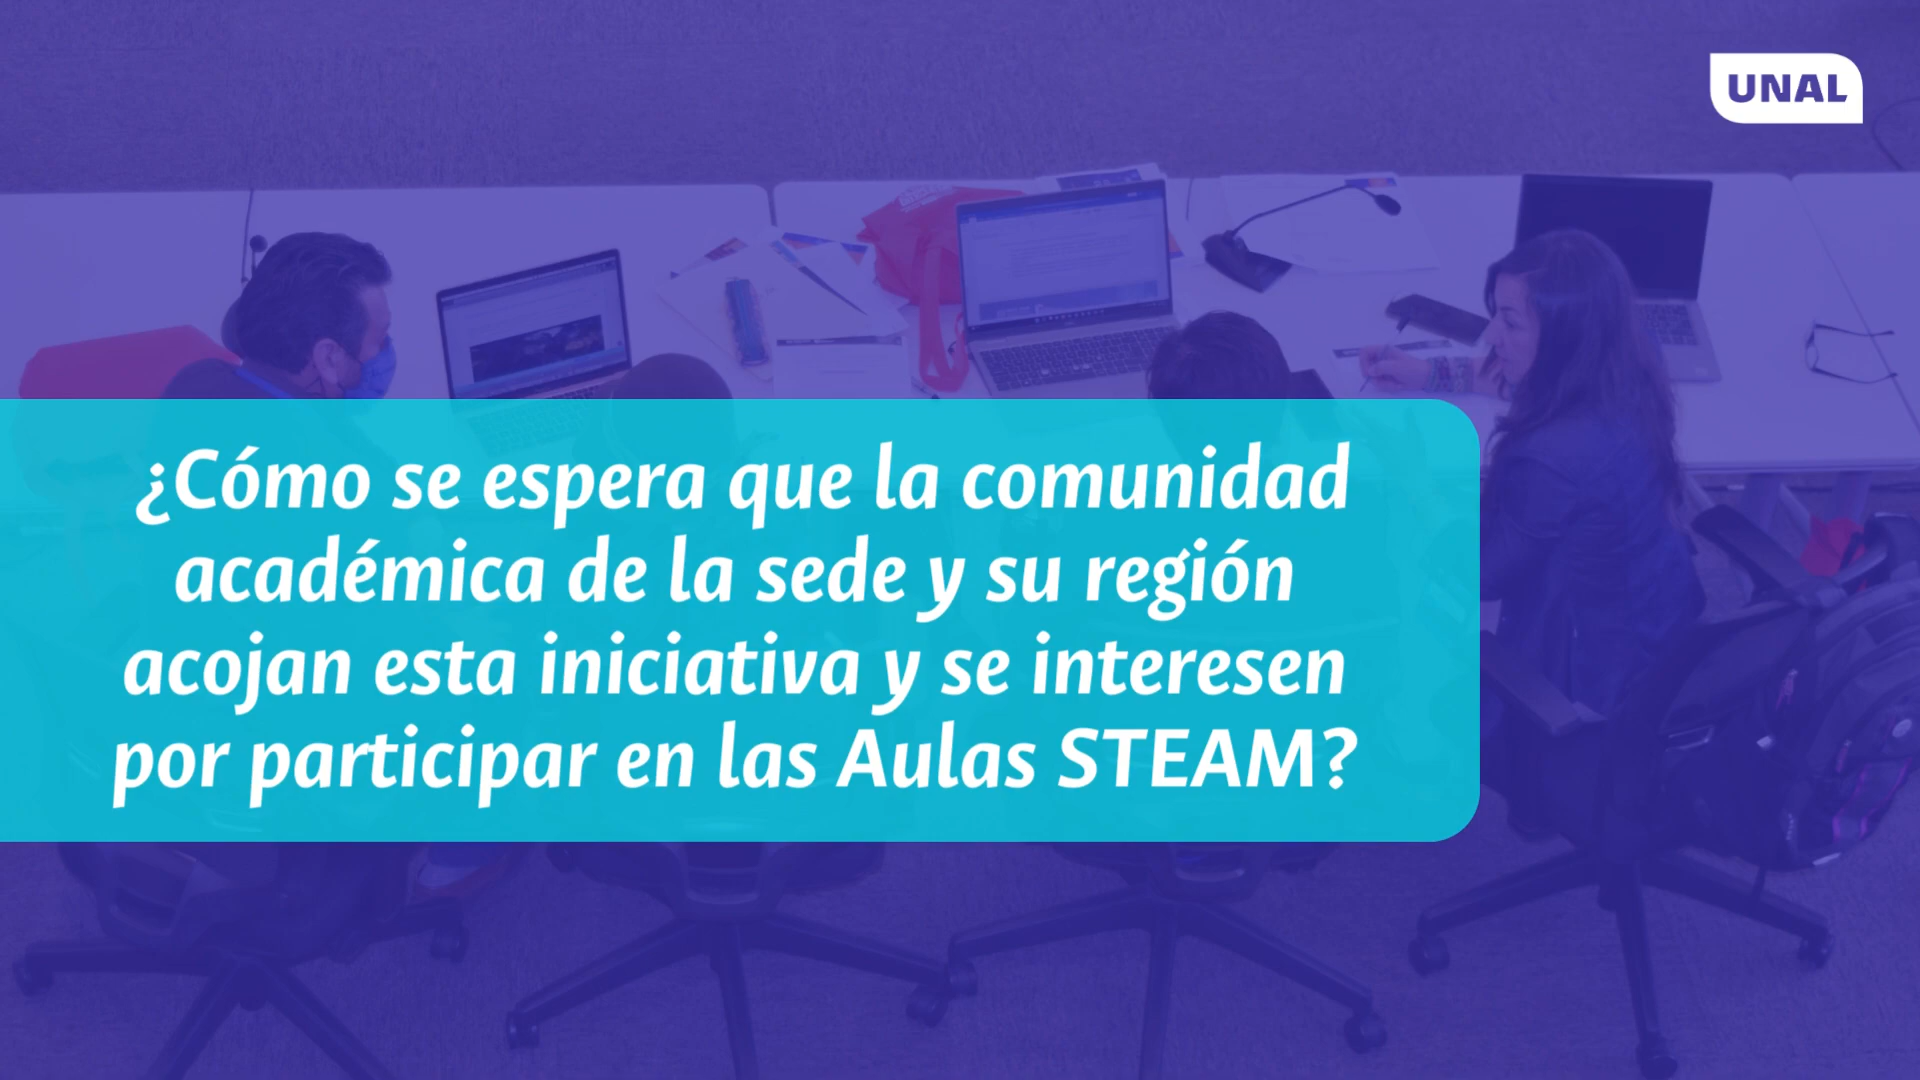 UNAL
¿Cómo se espera que la comunidad
académica de la sede y su región
acojan esta iniciativa y se interesen
por participar en las Aulas STEAM?